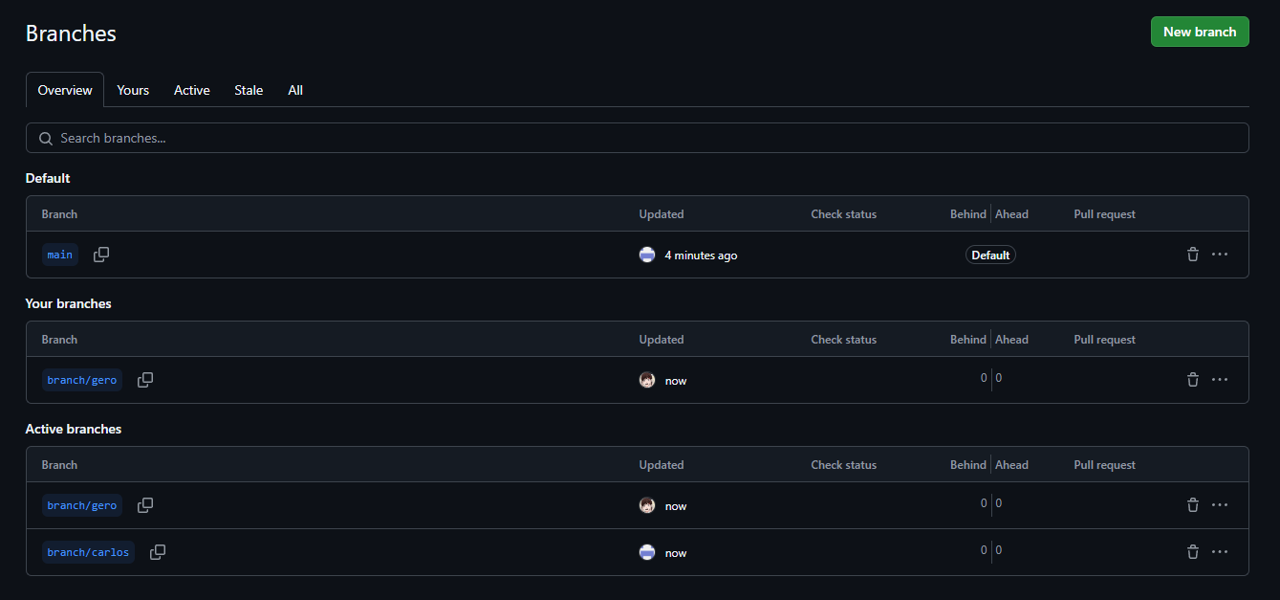 Branches
New branch
Overview Yours Active Stale All
Search branches...
Default
Branch Updated Check status Behind Ahead Pull request
main 4 minutes ago Default
Your branches
Branch Updated Check status Behind Ahead Pull request
branch/gero now 0 0
Active branches
Branch Updated Check status Behind Ahead Pull request
branch/gero now 0 0
branch/carlos now 0 0